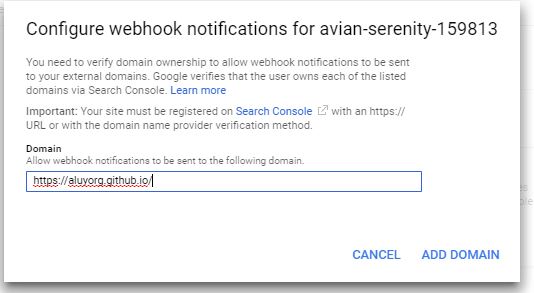 Configure webhook notifications for avian-serenity-159813
You need to verify domain ownership to allow webhook notifications to be sent
to your external domains. Google verifies that the user owns each of the listed
domains via Search Console. Learn more
Important: Your site must be registered on Search Console with an https://
URL or with the domain name provider verification method.
Domain
Allow webhook notifications to be sent to the following domain.
https://aluyorg.github.io/
CANCEL ADD DOMAIN